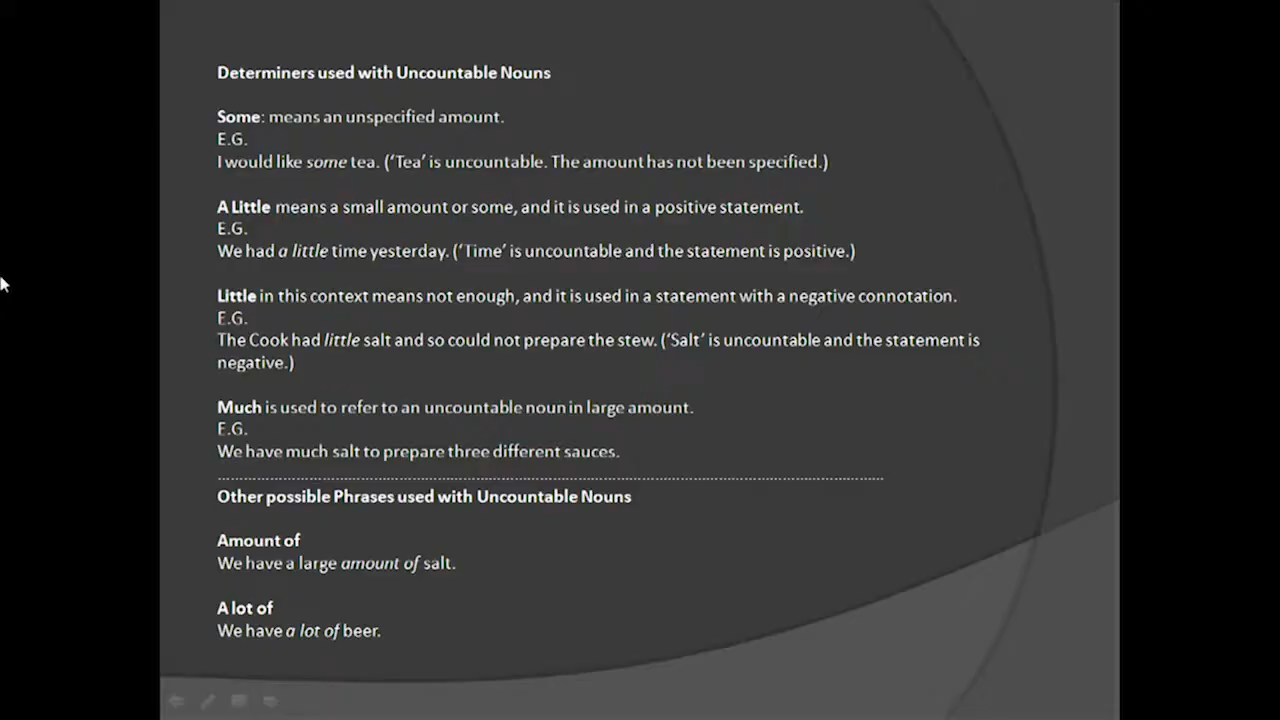 Determiners used with Uncountable Nouns
Some: means an unspecified amount.
E.G.
I would like some tea. (‘Tea’ is uncountable. The amount has not been specified.)
A Little means a small amount or some, and it is used in a positive statement.
E.G.
We had a little time yesterday. (‘Time’ is uncountable and the statement is positive.)
Little in this context means not enough, and it is used in a statement with a negative connotation.
E.G.
The Cook had little salt and so could not prepare the stew. (‘Salt’ is uncountable and the statement is
negative.)
Much is used to refer to an uncountable noun in large amount.
E.G.
We have much salt to prepare three different sauces.
Other possible Phrases used with Uncountable Nouns
Amount of
We have a large amount of salt.
A lot of
We have a lot of beer.